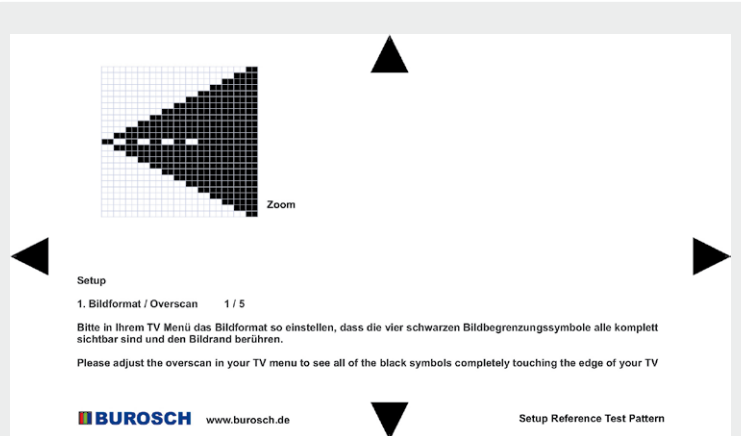 Zoom
Setup
1. Bildformat / Overscan 1 / 5
Bitte in Ihrem TV Menü das Bildformat so einstellen, dass die vier schwarzen Bildbegrenzungssymbole alle komplett
sichtbar sind und den Bildrand berühren.
Please adjust the overscan in your TV menu to see all of the black symbols completely touching the edge of your TV
BUROSCH www.burosch.de Setup Reference Test Pattern